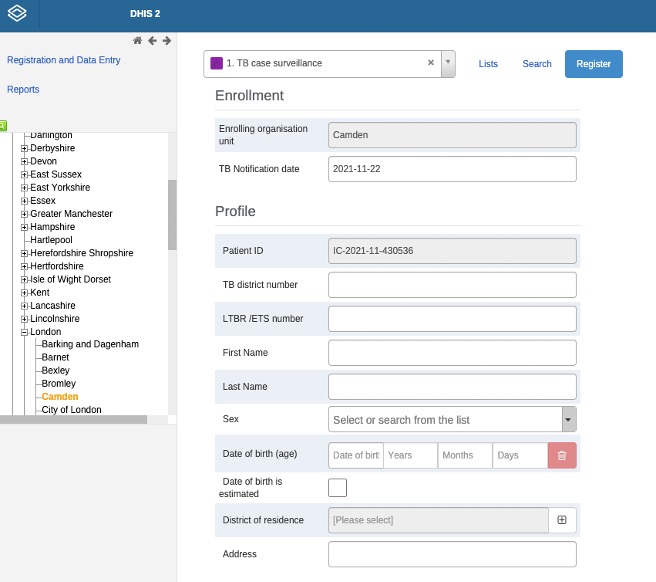 DHIS 2
Registration and Data Entry
Reports
Darlington
Derbyshire
Devon
East Sussex
East Yorkshire
Essex
Greater Manchester
Hampshire
Hartlepool
Herefordshire Shropshire
Hertfordshire
Isle of Wight Dorset
Kent
Lancashire
Lincolnshire
London
Barking and Dagenham
Barnet
Bexley
Bromley
Camden
City of London
1. TB case surveillance
Lists
Search
Register
Enrollment
Enrolling organisation
unit
Camden
TB Notification date
2021-11-22
Profile
Patient ID
IC-2021-11-430536
TB district number
LTBR /ETS number
First Name
Last Name
Sex
Select or search from the list
Date of birth (age)
Date of birt
Years
Months
Days
Date of birth is
estimated
District of residence
[Please select]
Address